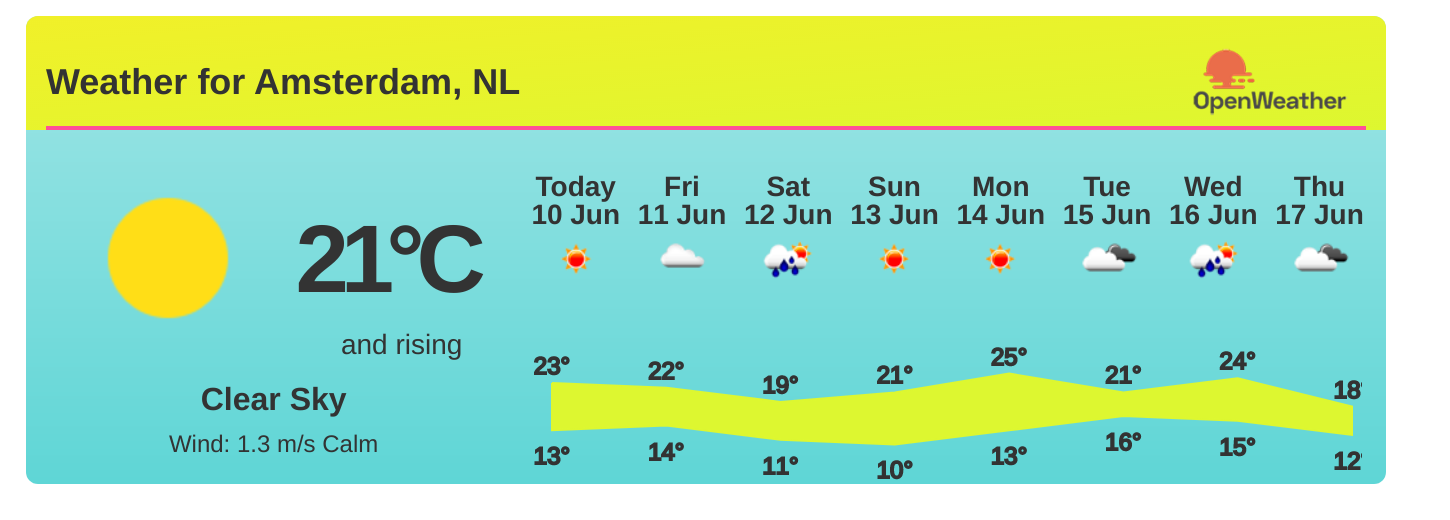 Weather for Amsterdam, NL
OpenWeather
21°C
and rising
Clear Sky
Wind: 1.3 m/s Calm
Today Fri Sat Sun Mon Tue Wed Thu
10 Jun 11 Jun 12 Jun 13 Jun 14 Jun 15 Jun 16 Jun 17 Jun
23° 22° 19° 21° 25° 21° 24° 18°
13° 14° 11° 10° 13° 16° 15° 12°